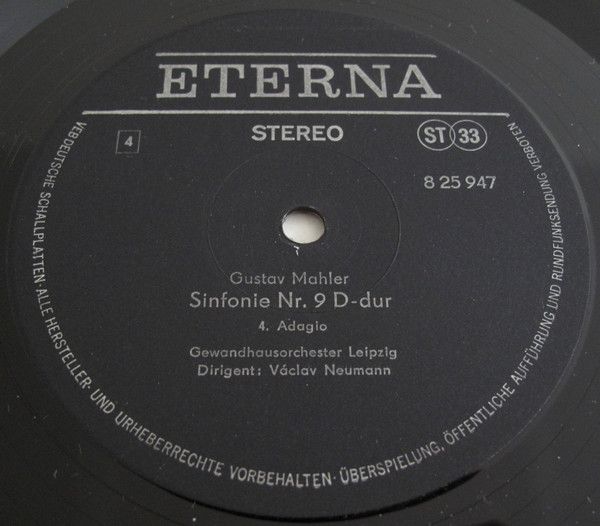 ETERNA
STEREO
ST 33
4
8 25 947
Gustav Mahler
Sinfonie Nr. 9 D-dur
4. Adagio
Gewandhausorchester Leipzig
Dirigent: Václav Neumann
VEB DEUTSCHE SCHALLPLATTEN · ALLE HERSTELLER- UND URHEBERRECHTE VORBEHALTEN · ÜBERSPIELUNG, ÖFFENTLICHE AUFFÜHRUNG UND RUNDFUNKSENDUNG VERBOTEN